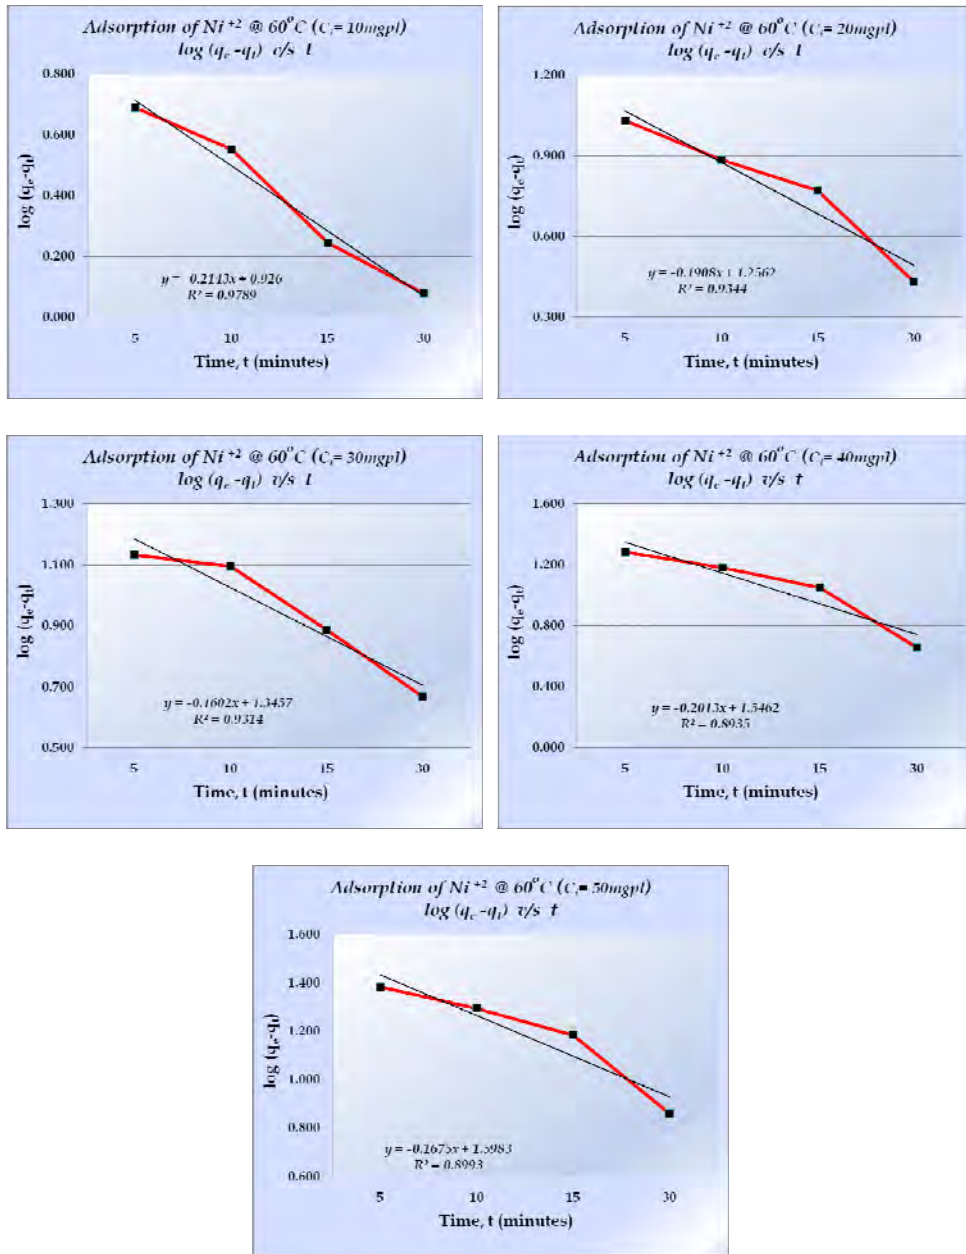 Adsorption of Ni +2 @ 60oC (Ci= 10mgpl)
log (qe -qt) v/s t
0.800
0.600
0.400
0.200
0.000
log (qe-qt)
y = -0.2143x + 0.926
R² = 0.9789
5 10 15 30
Time, t (minutes)
Adsorption of Ni +2 @ 60oC (Ci= 20mgpl)
log (qe -qt) v/s t
1.200
0.900
0.600
0.300
log (qe-qt)
y = -0.1908x + 1.2562
R² = 0.9344
5 10 15 30
Time, t (minutes)
Adsorption of Ni +2 @ 60oC (Ci= 30mgpl)
log (qe -qt) v/s t
1.300
1.100
0.900
0.700
0.500
log (qe-qt)
y = -0.1602x + 1.3457
R² = 0.9314
5 10 15 30
Time, t (minutes)
Adsorption of Ni +2 @ 60oC (Ci= 40mgpl)
log (qe -qt) v/s t
1.600
1.200
0.800
0.400
0.000
log (qe-qt)
y = -0.2013x + 1.5462
R² = 0.8935
5 10 15 30
Time, t (minutes)
Adsorption of Ni +2 @ 60oC (Ci= 50mgpl)
log (qe -qt) v/s t
1.600
1.400
1.200
1.000
0.800
0.600
log (qe-qt)
y = -0.1675x + 1.5983
R² = 0.8993
5 10 15 30
Time, t (minutes)